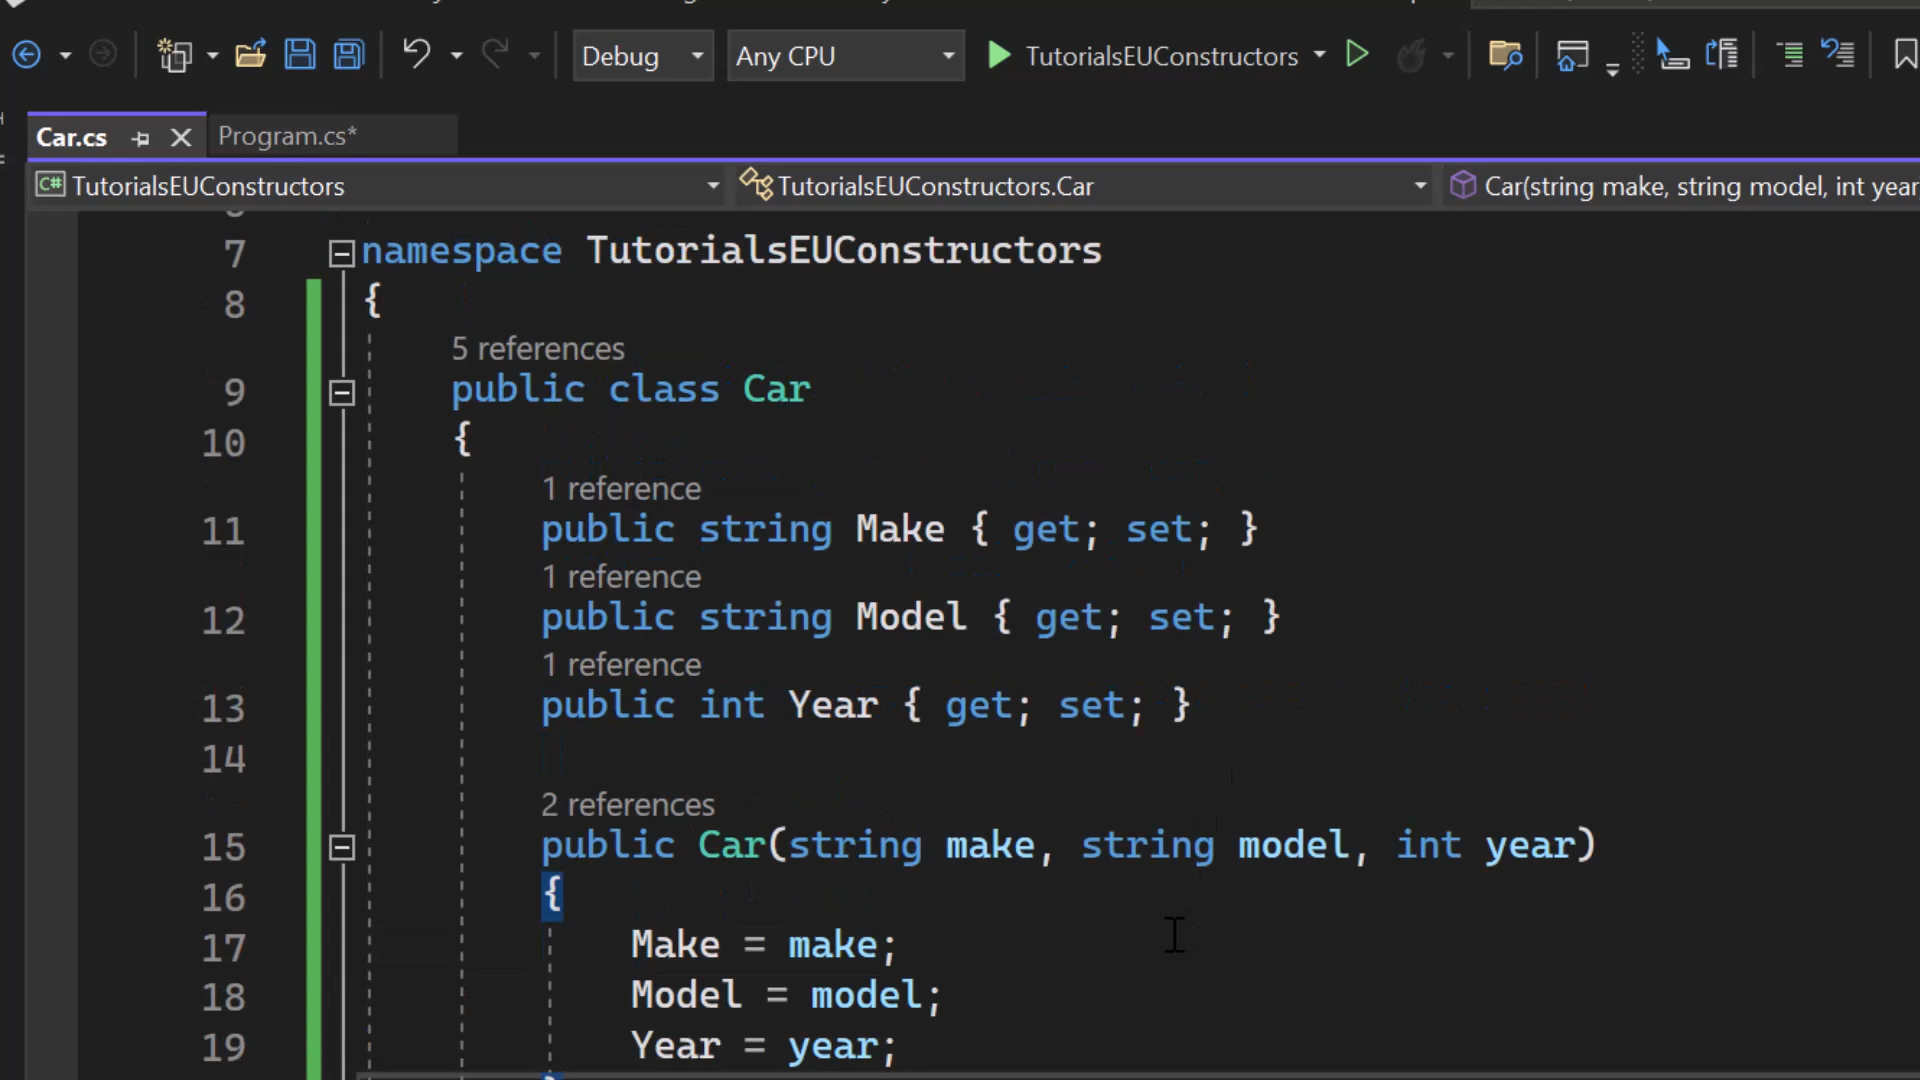 Debug
Any CPU
TutorialsEUConstructors
Car.cs
Program.cs*
C# TutorialsEUConstructors
TutorialsEUConstructors.Car
Car(string make, string model, int year
7 namespace TutorialsEUConstructors
8 {
5 references
9 public class Car
10 {
1 reference
11 public string Make { get; set; }
1 reference
12 public string Model { get; set; }
1 reference
13 public int Year { get; set; }
14
2 references
15 public Car(string make, string model, int year)
16 {
17 Make = make;
18 Model = model;
19 Year = year;